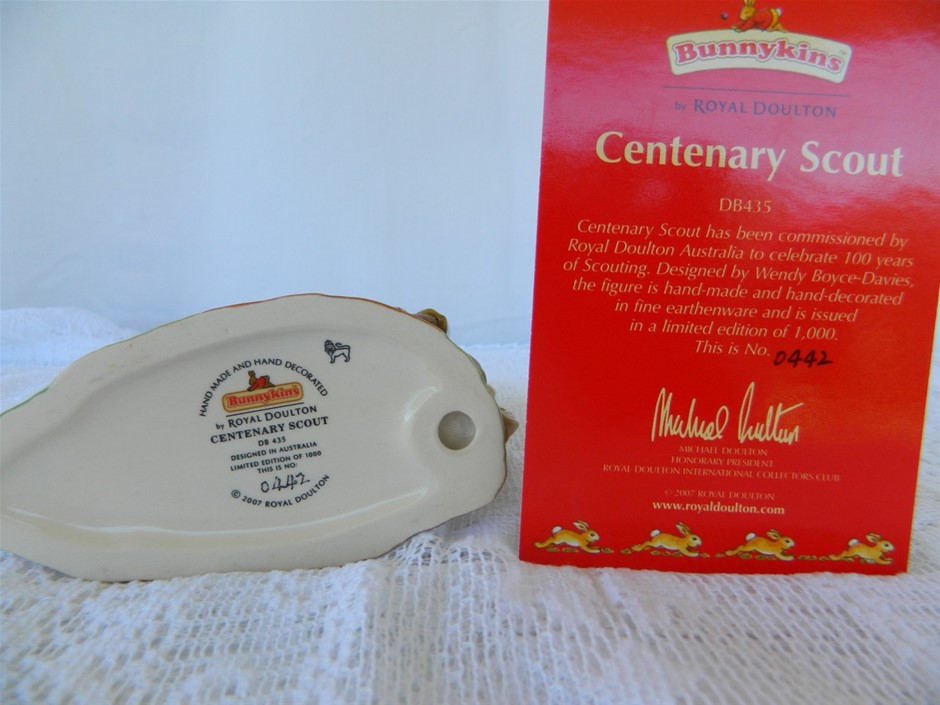 HAND MADE AND HAND DECORATED
Bunnykins
by ROYAL DOULTON
CENTENARY SCOUT
DB 435
DESIGNED IN AUSTRALIA
LIMITED EDITION OF 1000
THIS IS NO:
0442
© 2007 ROYAL DOULTON
Bunnykins™
by ROYAL DOULTON
Centenary Scout
DB435
Centenary Scout has been commissioned by
Royal Doulton Australia to celebrate 100 years
of Scouting. Designed by Wendy Boyce-Davies,
the figure is hand-made and hand-decorated
in fine earthenware and is issued
in a limited edition of 1,000.
This is No. 0442
Michael Doulton
MICHAEL DOULTON
HONORARY PRESIDENT
ROYAL DOULTON INTERNATIONAL COLLECTORS CLUB
© 2007 ROYAL DOULTON
www.royaldoulton.com